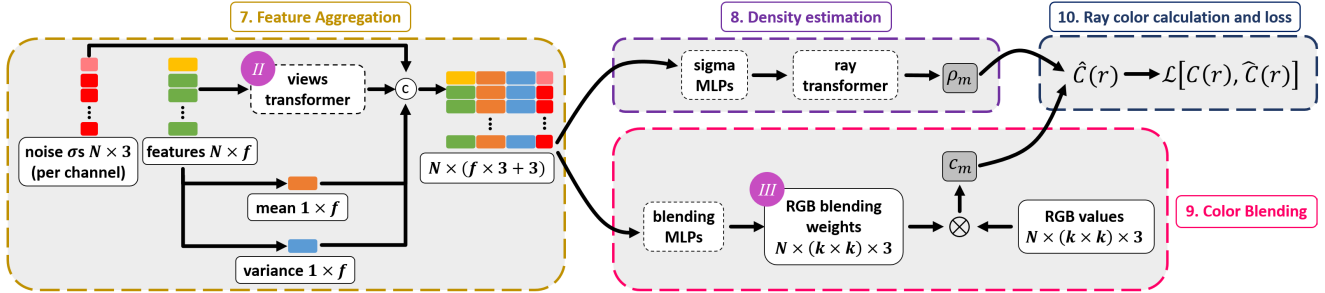 7. Feature Aggregation
noise σs N × 3
(per channel)
features N × f
II
views
transformer
c
mean 1 × f
variance 1 × f
N × (f × 3 + 3)
8. Density estimation
sigma
MLPs
ray
transformer
ρm
10. Ray color calculation and loss
Ĉ(r)
ℒ[C(r), Ĉ(r)]
9. Color Blending
blending
MLPs
III
RGB blending
weights
N × (k × k) × 3
cm
⊗
RGB values
N × (k × k) × 3